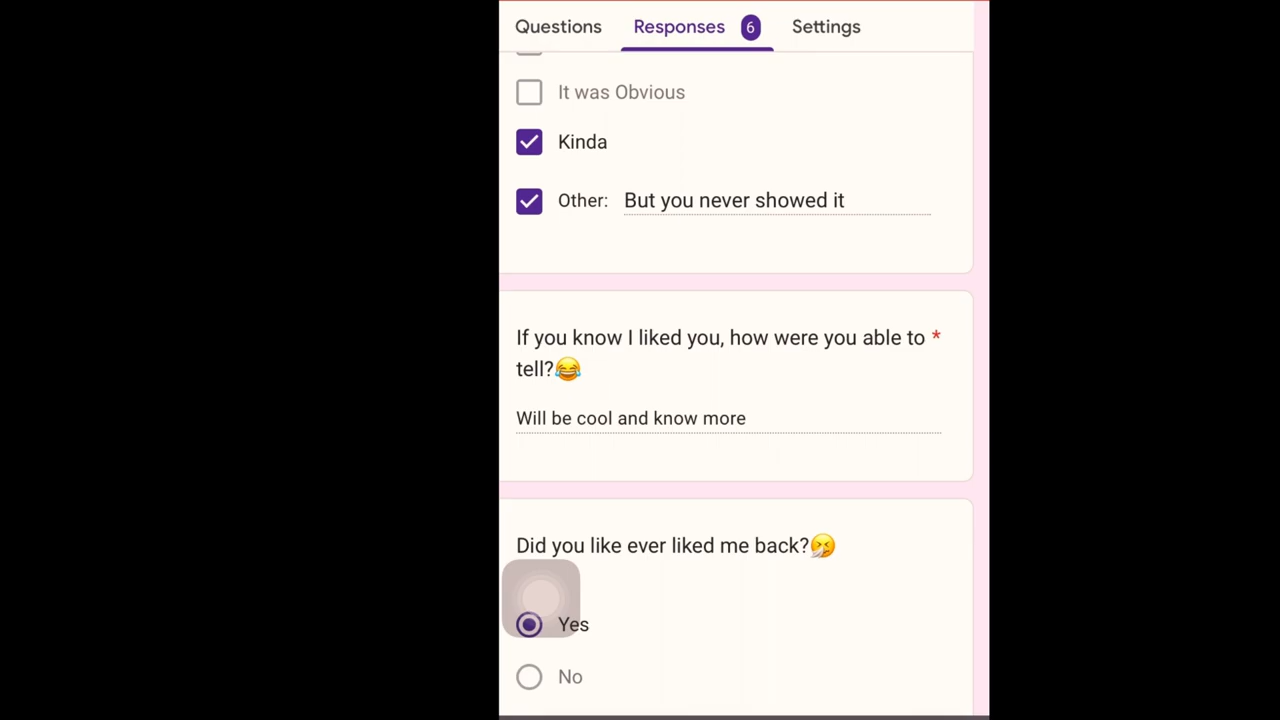 Questions Responses 6 Settings
It was Obvious
Kinda
Other: But you never showed it
If you know I liked you, how were you able to *
tell?😂
Will be cool and know more
Did you like ever liked me back?🤧
Yes
No